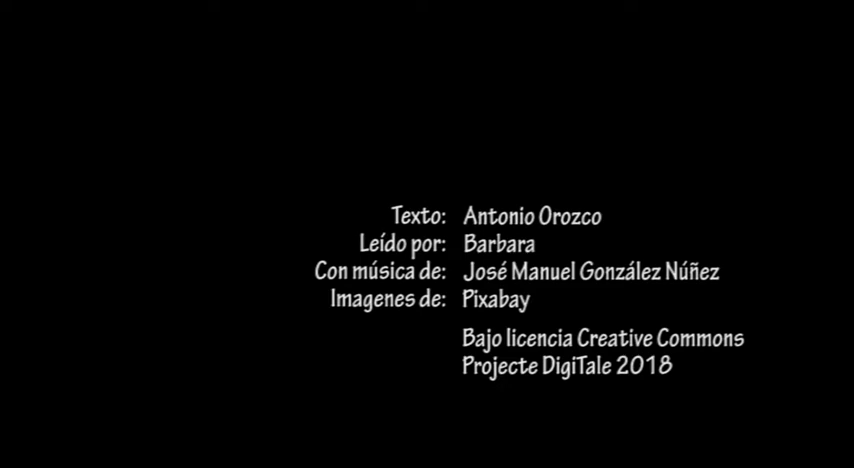 Texto: Antonio Orozco
Leído por: Barbara
Con música de: José Manuel González Núñez
Imagenes de: Pixabay
Bajo licencia Creative Commons
Projecte DigiTale 2018